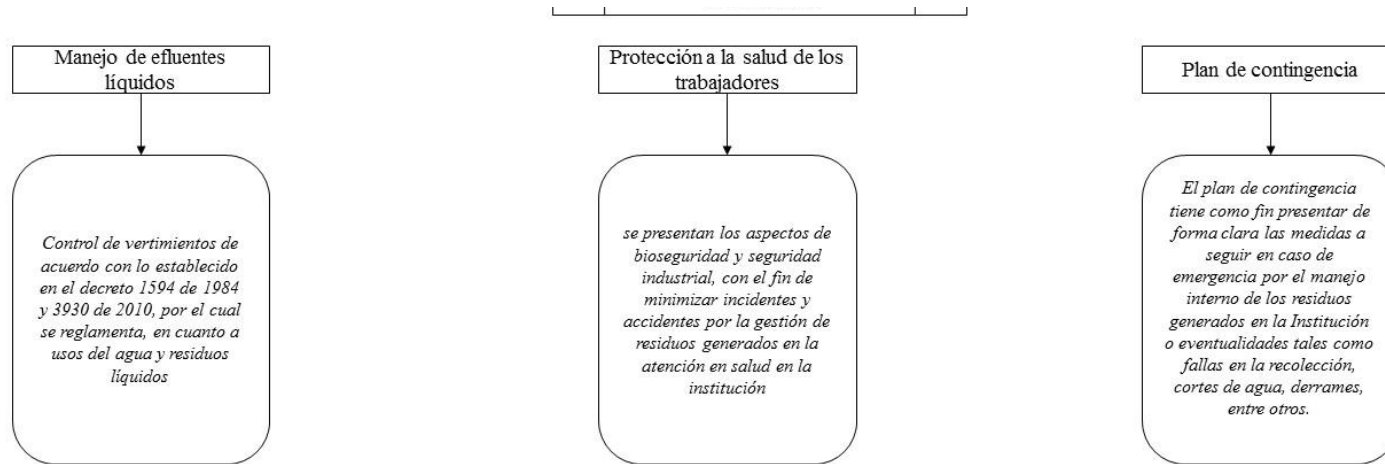 Manejo de efluentes
líquidos
Control de vertimientos de
acuerdo con lo establecido
en el decreto 1594 de 1984
y 3930 de 2010, por el cual
se reglamenta, en cuanto a
usos del agua y residuos
líquidos
Protección a la salud de los
trabajadores
se presentan los aspectos de
bioseguridad y seguridad
industrial, con el fin de
minimizar incidentes y
accidentes por la gestión de
residuos generados en la
atención en salud en la
institución
Plan de contingencia
El plan de contingencia
tiene como fin presentar de
forma clara las medidas a
seguir en caso de
emergencia por el manejo
interno de los residuos
generados en la Institución
o eventualidades tales como
fallas en la recolección,
cortes de agua, derrames,
entre otros.